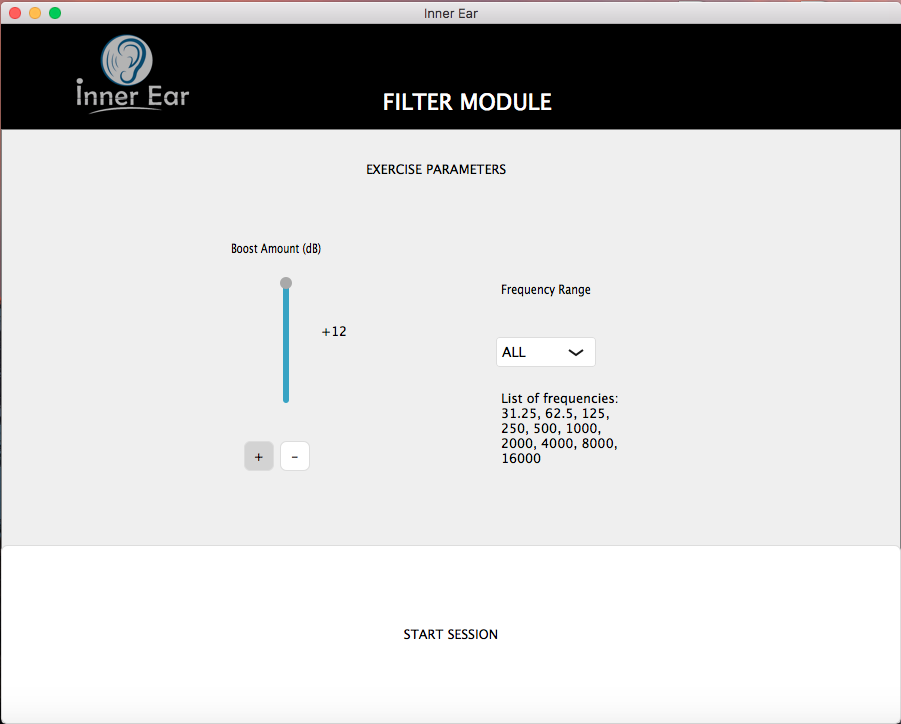 Inner Ear
inner Ear
FILTER MODULE
EXERCISE PARAMETERS
Boost Amount (dB)
+12
+
-
Frequency Range
ALL
List of frequencies:
31.25, 62.5, 125,
250, 500, 1000,
2000, 4000, 8000,
16000
START SESSION